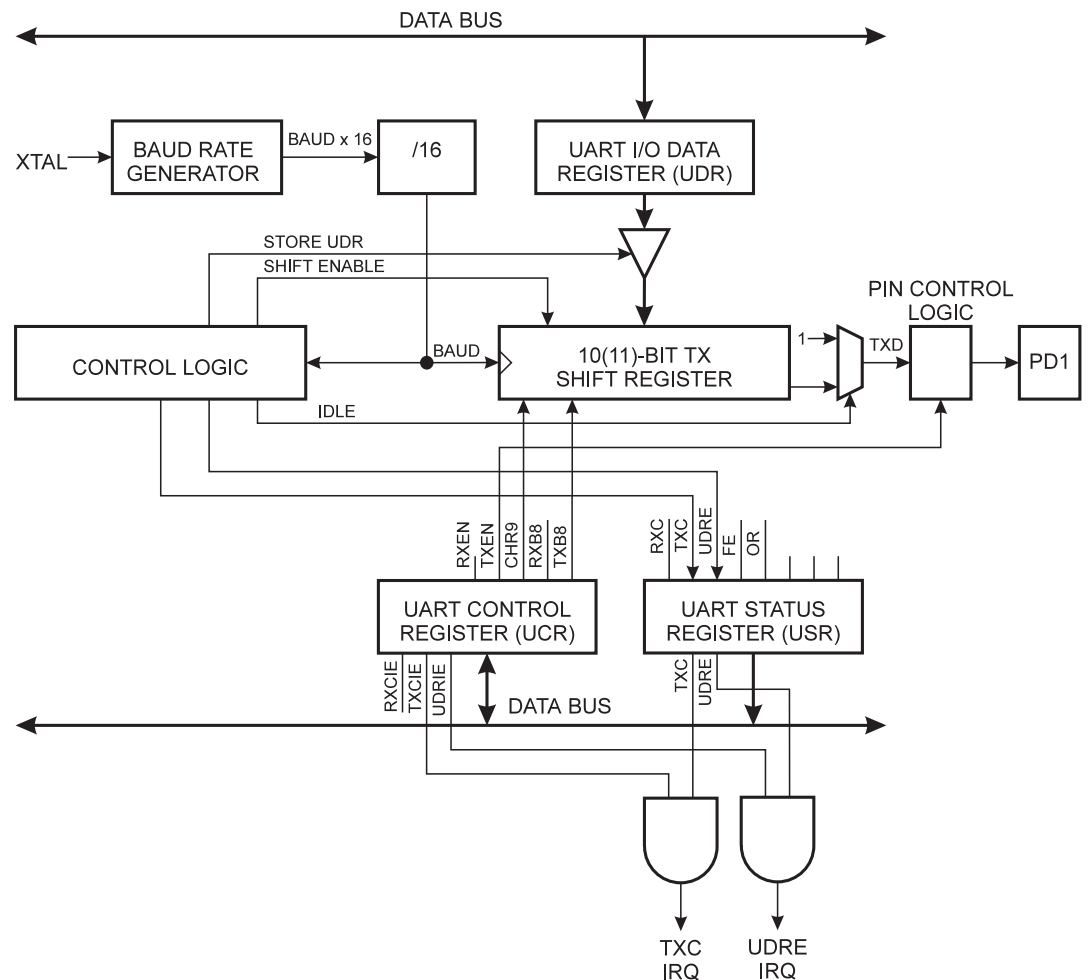 DATA BUS
XTAL
BAUD RATE
GENERATOR
BAUD x 16
/16
UART I/O DATA
REGISTER (UDR)
STORE UDR
SHIFT ENABLE
PIN CONTROL
LOGIC
CONTROL LOGIC
BAUD
10(11)-BIT TX
SHIFT REGISTER
1
TXD
PD1
IDLE
RXEN
TXEN
CHR9
RXB8
TXB8
RXC
TXC
UDRE
FE
OR
UART CONTROL
REGISTER (UCR)
UART STATUS
REGISTER (USR)
RXCIE
TXCIE
UDRIE
TXC
UDRE
DATA BUS
TXC
IRQ
UDRE
IRQ